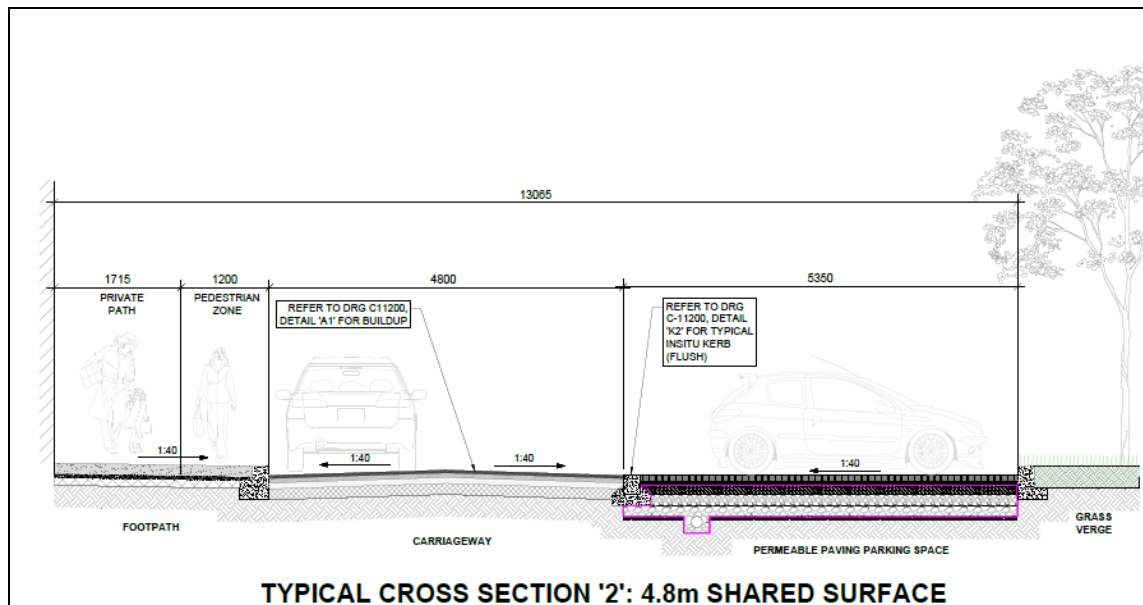 13065
1715
1200
4800
5350
PRIVATE
PATH
PEDESTRIAN
ZONE
REFER TO DRG C11200,
DETAIL 'A1' FOR BUILDUP
REFER TO DRG
C-11200, DETAIL
'K2' FOR TYPICAL
INSITU KERB
(FLUSH)
1:40
1:40
1:40
1:40
FOOTPATH
CARRIAGEWAY
PERMEABLE PAVING PARKING SPACE
GRASS
VERGE
TYPICAL CROSS SECTION '2': 4.8m SHARED SURFACE